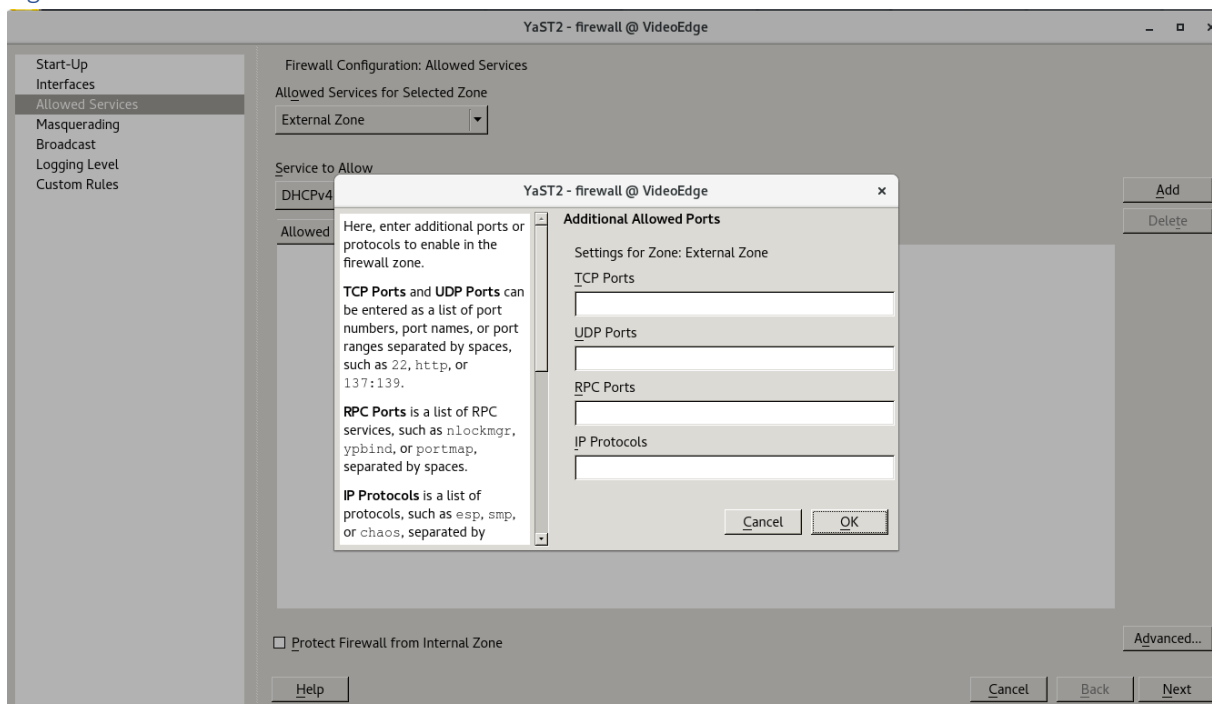 YaST2 - firewall @ VideoEdge
Start-Up
Interfaces
Allowed Services
Masquerading
Broadcast
Logging Level
Custom Rules
Firewall Configuration: Allowed Services
Allowed Services for Selected Zone
External Zone
Service to Allow
DHCPv4
Add
Allowed
Delete
YaST2 - firewall @ VideoEdge
Here, enter additional ports or
protocols to enable in the
firewall zone.
TCP Ports and UDP Ports can
be entered as a list of port
numbers, port names, or port
ranges separated by spaces,
such as 22, http, or
137:139.
RPC Ports is a list of RPC
services, such as nlockmgr,
ypbind, or portmap,
separated by spaces.
IP Protocols is a list of
protocols, such as esp, smp,
or chaos, separated by
Additional Allowed Ports
Settings for Zone: External Zone
TCP Ports
UDP Ports
RPC Ports
IP Protocols
Cancel
OK
Protect Firewall from Internal Zone
Advanced...
Help
Cancel
Back
Next